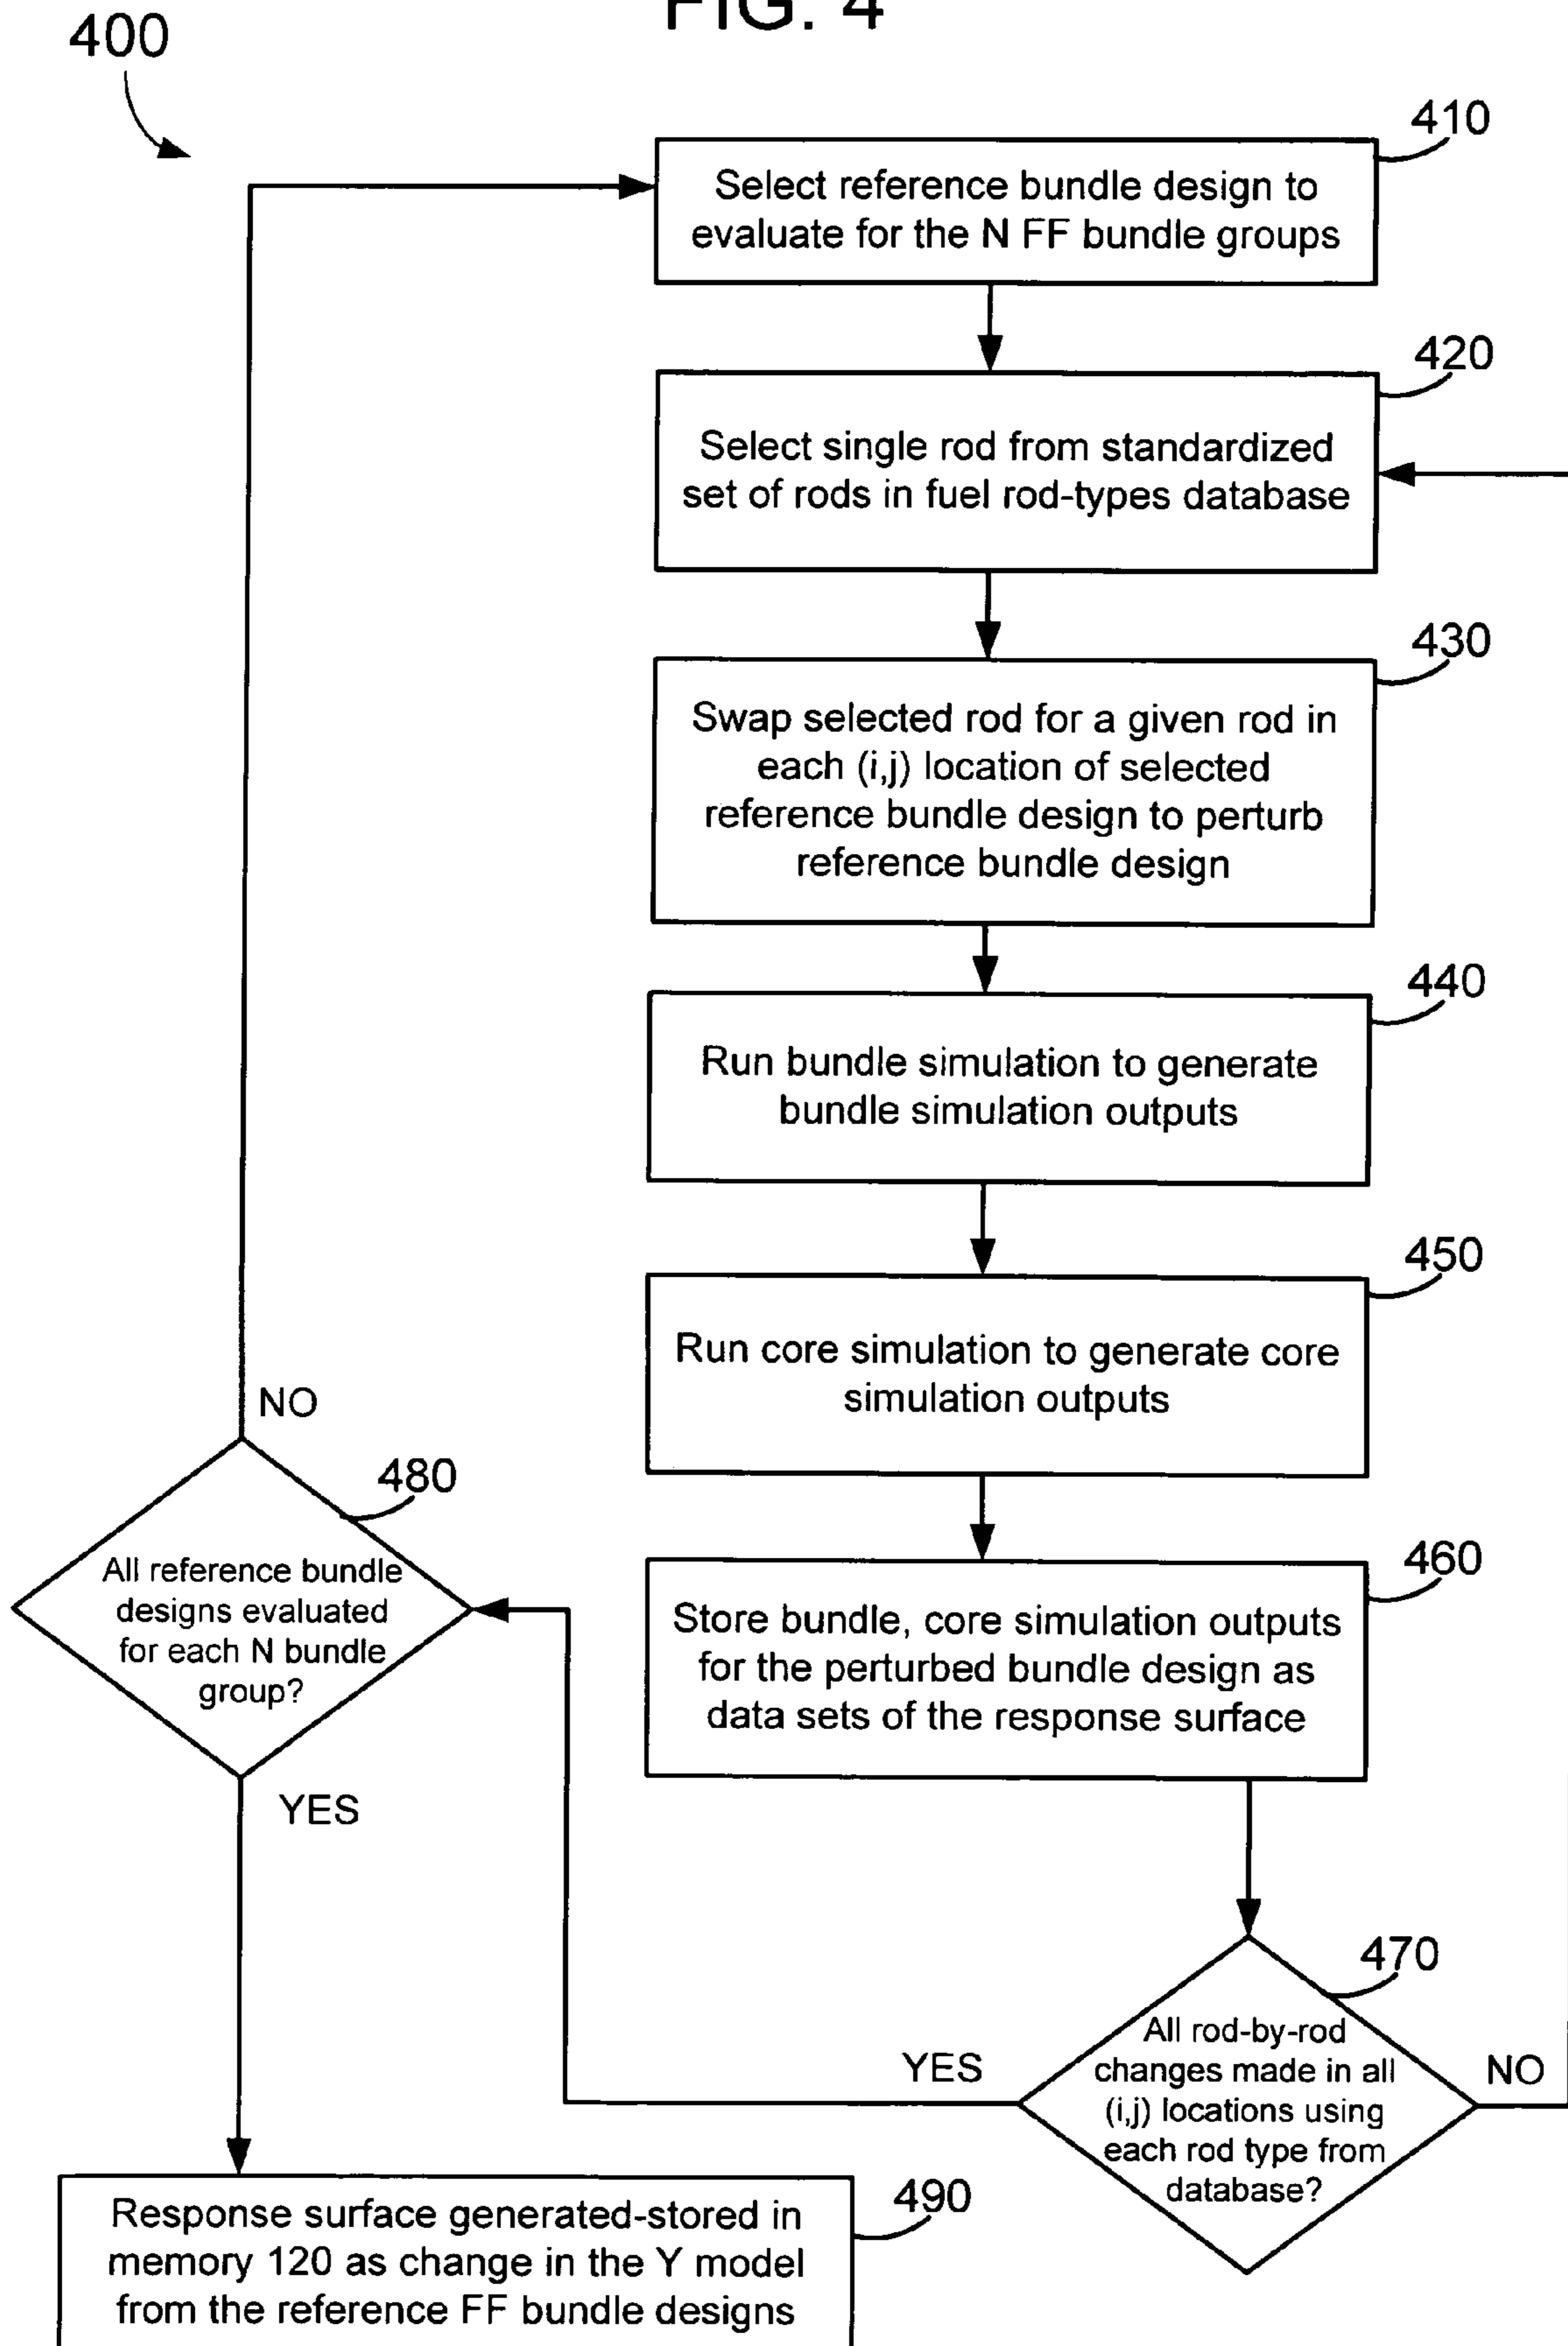 FIG. 4
400
410
Select reference bundle design to
evaluate for the N FF bundle groups
420
Select single rod from standardized
set of rods in fuel rod-types database
430
Swap selected rod for a given rod in
each (i,j) location of selected
reference bundle design to perturb
reference bundle design
440
Run bundle simulation to generate
bundle simulation outputs
450
Run core simulation to generate core
simulation outputs
NO
480
All reference bundle
designs evaluated
for each N bundle
group?
460
Store bundle, core simulation outputs
for the perturbed bundle design as
data sets of the response surface
YES
470
All rod-by-rod
changes made in all
(i,j) locations using
each rod type from
database?
YES
NO
490
Response surface generated-stored in
memory 120 as change in the Y model
from the reference FF bundle designs